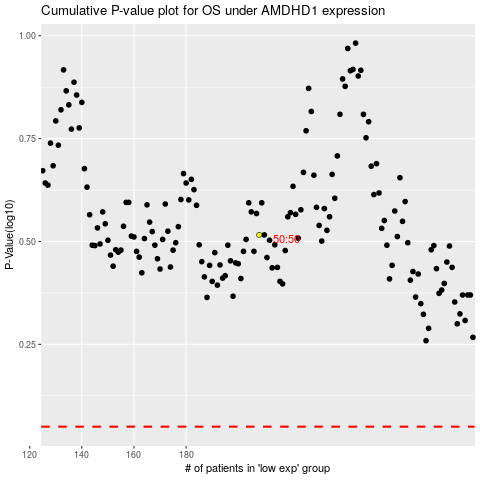 Cumulative P-value plot for OS under AMDHD1 expression
P-Value(log10)
1.00
0.75
0.50
0.25
50:50
120 140 160 180
# of patients in 'low exp' group